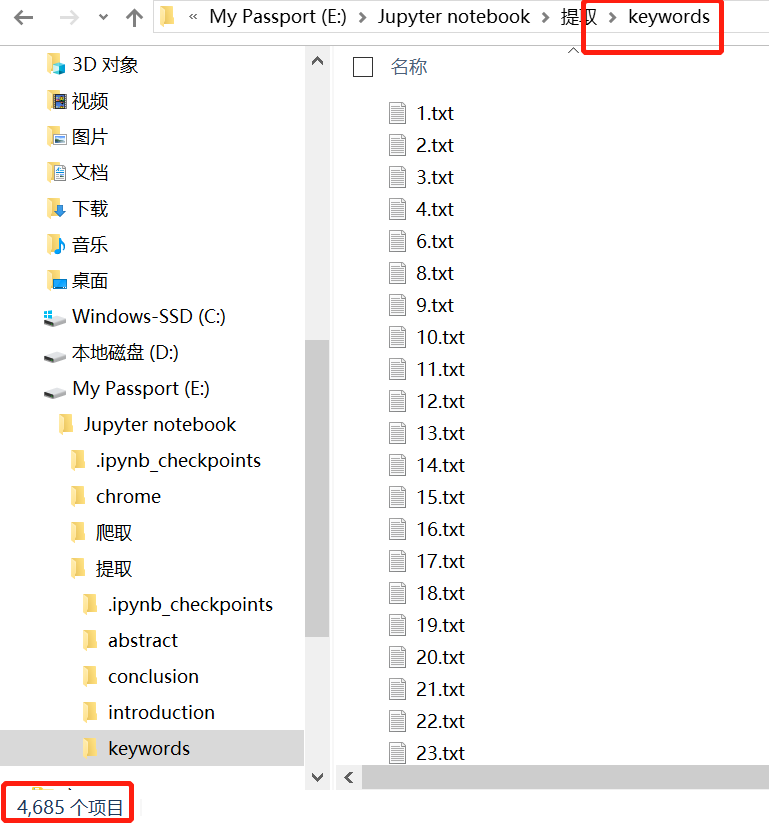 « My Passport (E:) > Jupyter notebook > 提取 > keywords
3D 对象
视频
图片
文档
下载
音乐
桌面
Windows-SSD (C:)
本地磁盘 (D:)
My Passport (E:)
Jupyter notebook
.ipynb_checkpoints
chrome
爬取
提取
.ipynb_checkpoints
abstract
conclusion
introduction
keywords
名称
1.txt
2.txt
3.txt
4.txt
6.txt
8.txt
9.txt
10.txt
11.txt
12.txt
13.txt
14.txt
15.txt
16.txt
17.txt
18.txt
19.txt
20.txt
21.txt
22.txt
23.txt
4,685 个项目